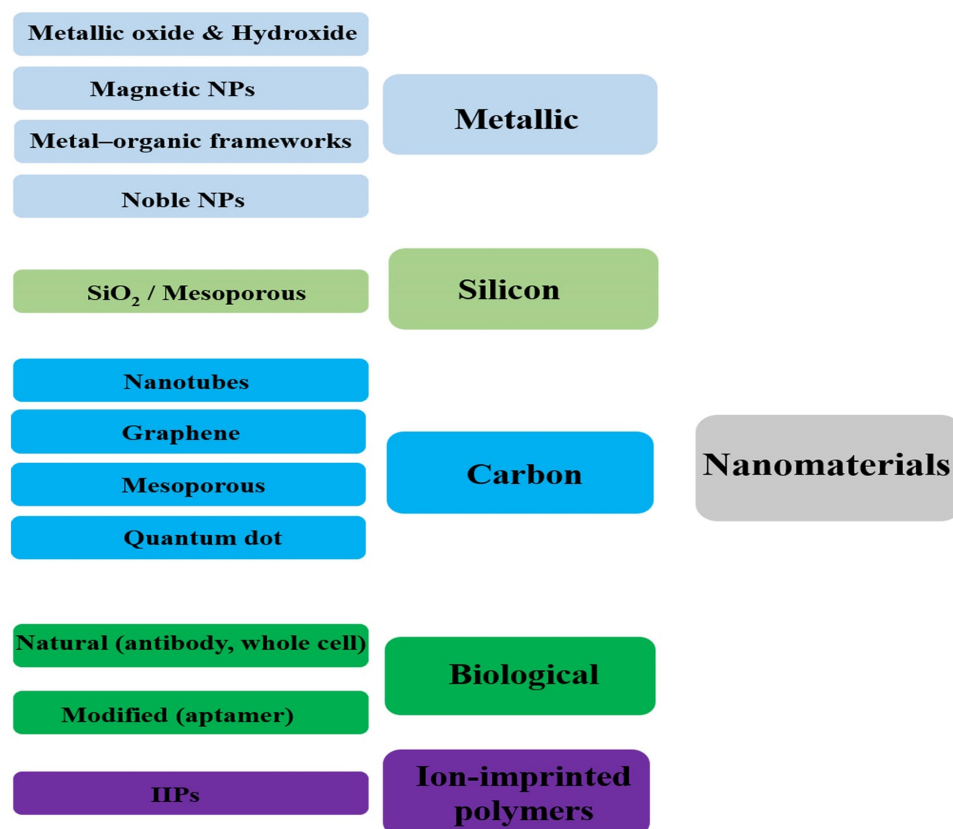 Metallic oxide & Hydroxide
Magnetic NPs
Metal–organic frameworks
Noble NPs
Metallic
SiO₂ / Mesoporous
Silicon
Nanotubes
Graphene
Mesoporous
Quantum dot
Carbon
Nanomaterials
Natural (antibody, whole cell)
Modified (aptamer)
Biological
IIPs
Ion-imprinted
polymers